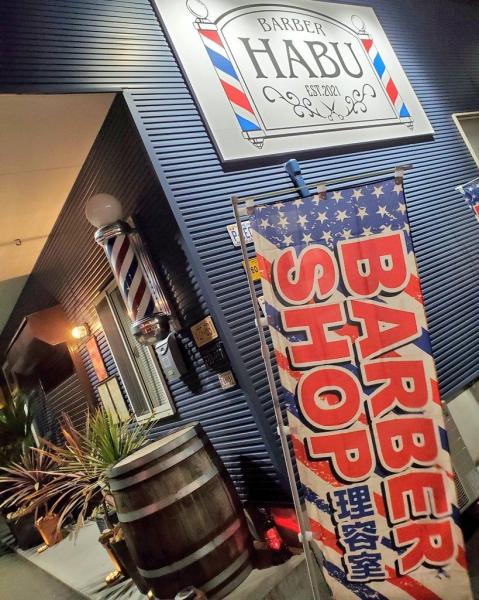 BARBER
HABU
EST.2021
BARBER
SHOP
理容室